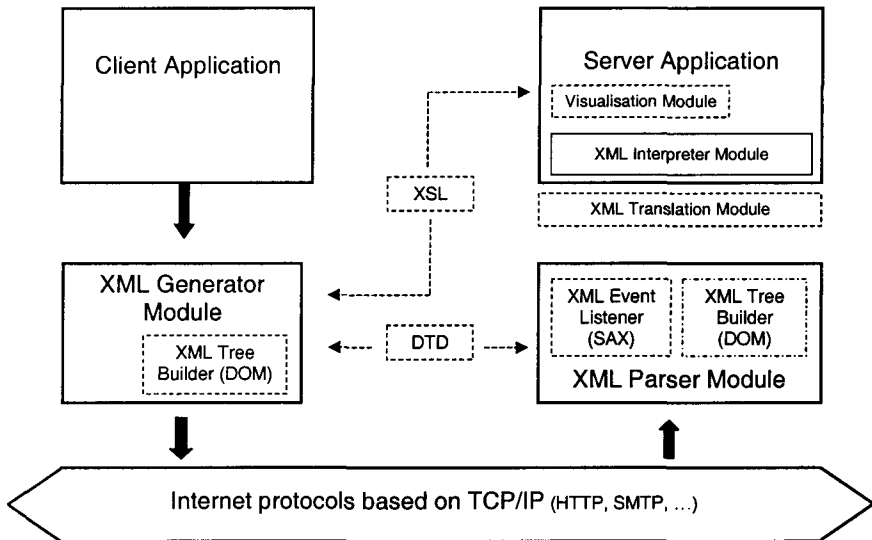 Client Application
Server Application
Visualisation Module
XML Interpreter Module
XSL
XML Translation Module
XML Generator
Module
XML Tree
Builder (DOM)
DTD
XML Event
Listener
(SAX)
XML Tree
Builder
(DOM)
XML Parser Module
Internet protocols based on TCP/IP (HTTP, SMTP, ...)